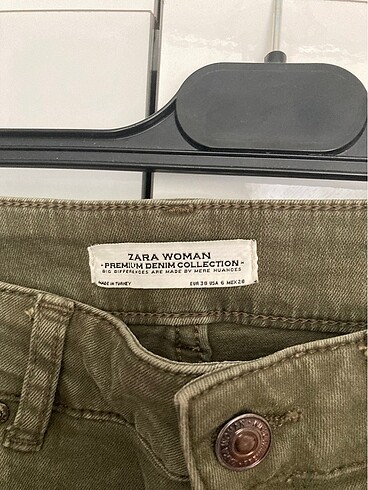 ZARA WOMAN
- PREMIUM DENIM COLLECTION -
BIG DIFFERENCES ARE MADE BY MERE NUANCES
MADE IN TURKEY EUR 38 USA 6 MEX 28